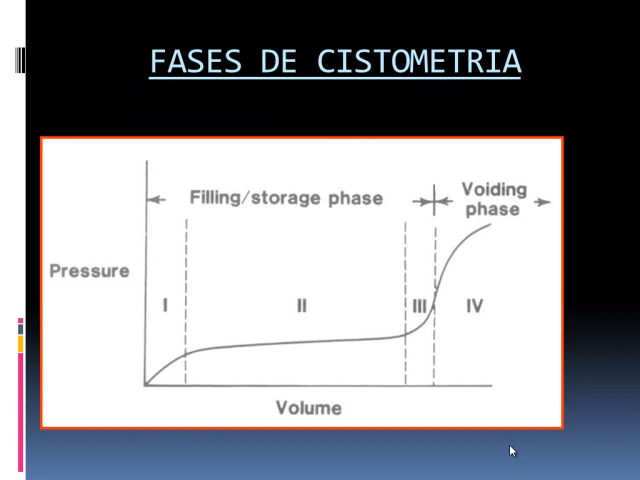 FASES DE CISTOMETRIA
Filling/storage phase
Voiding
phase
Pressure
I
II
III
IV
Volume